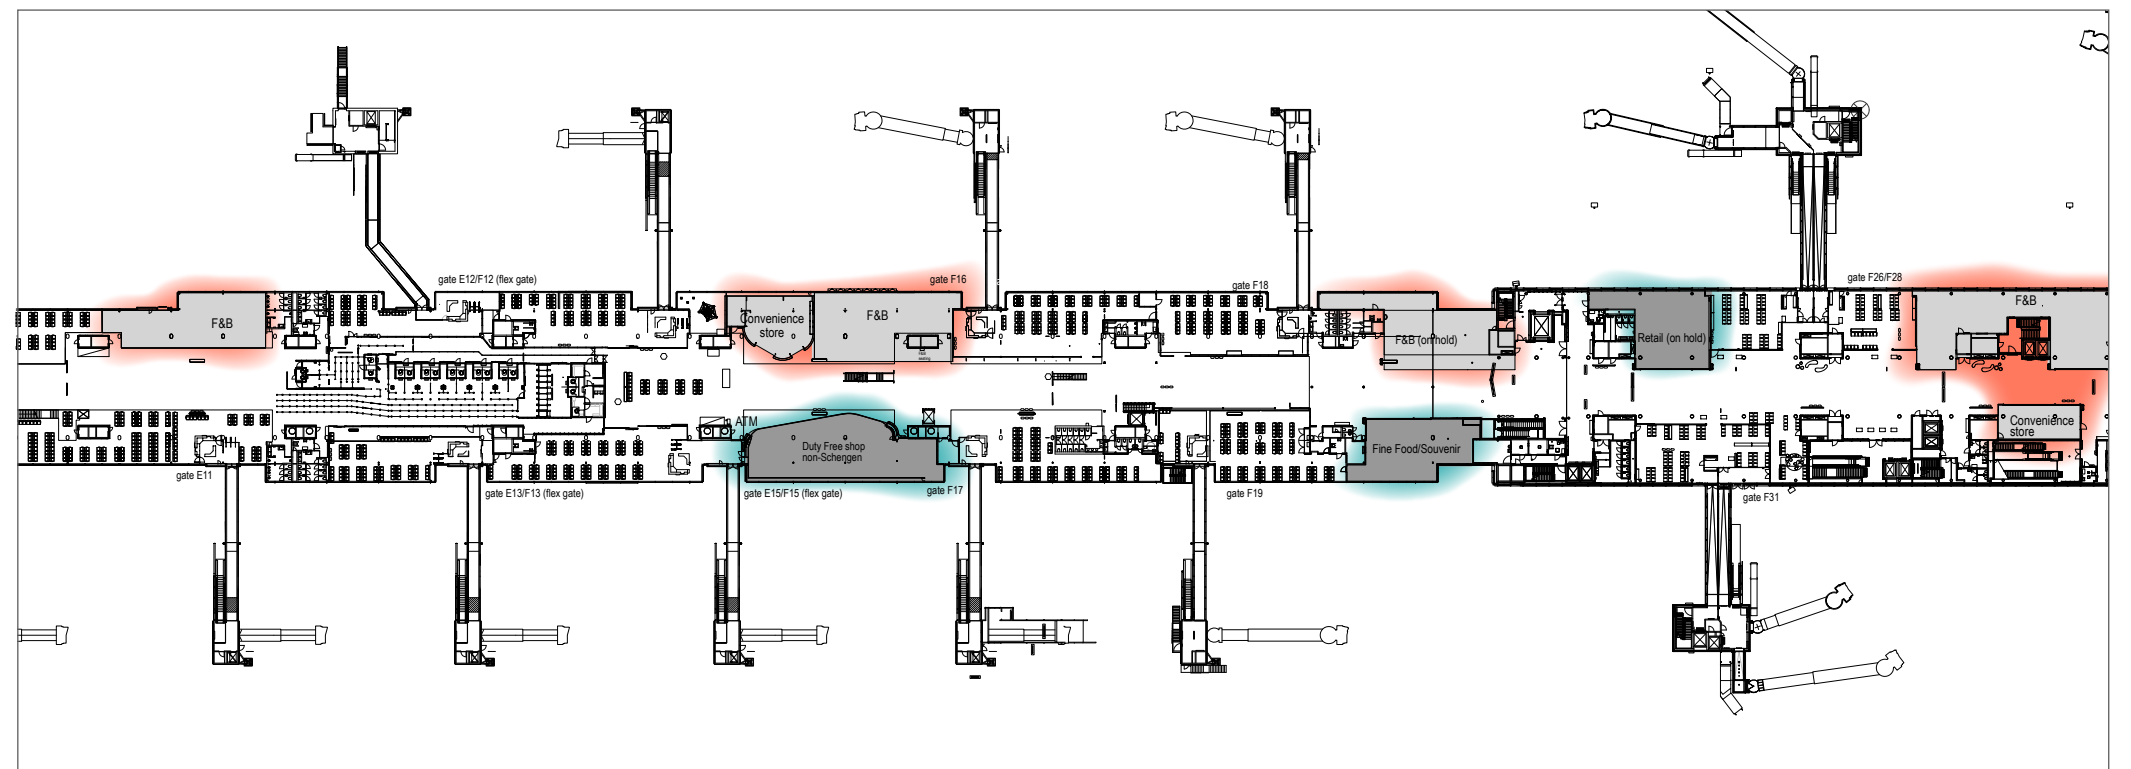 gate E12/F12 (flex gate)
gate F16
gate F18
gate F26/F28
F&B
Convenience
store
F&B
F&B (on hold)
Retail (on hold)
F&B
ATM
Duty Free shop
non-Schengen
Fine Food/Souvenir
Convenience
store
gate E11
gate E13/F13 (flex gate)
gate E15/F15 (flex gate)
gate F17
gate F19
gate F31